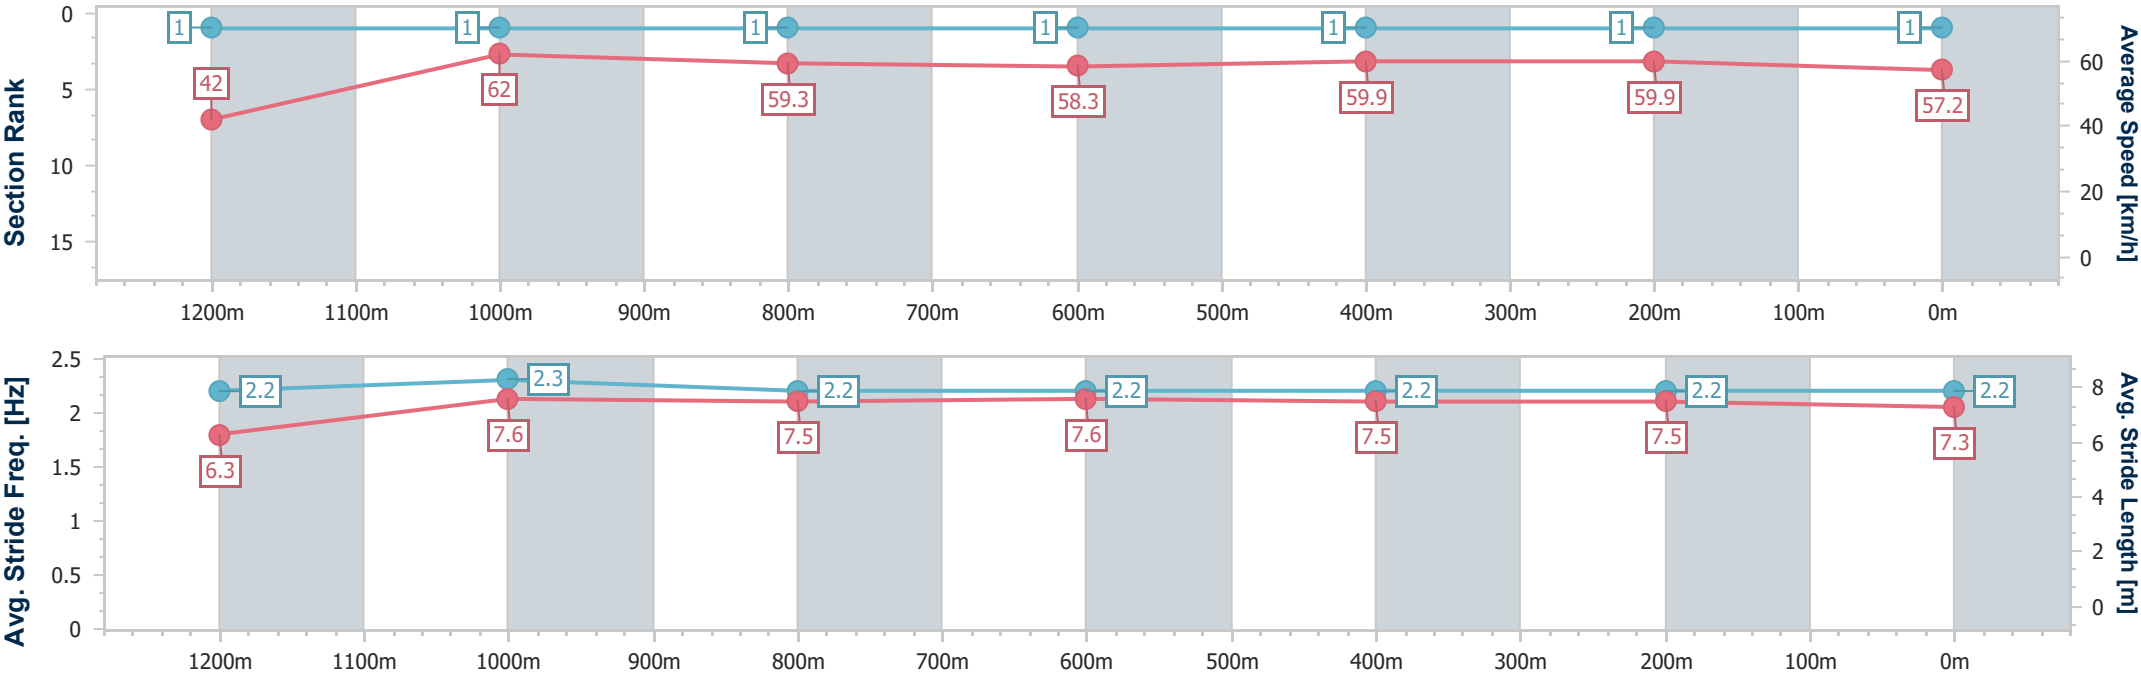 Section Rank
0
5
10
15
1 1 1 1 1 1 1
42 62 59.3 58.3 59.9 59.9 57.2
60
40
20
0
Average Speed [km/h]
1200m 1100m 1000m 900m 800m 700m 600m 500m 400m 300m 200m 100m 0m
Avg. Stride Freq. [Hz]
2.5
2
1.5
1
0.5
0
2.2 2.3 2.2 2.2 2.2 2.2 2.2
6.3 7.6 7.5 7.6 7.5 7.5 7.3
8
6
4
2
0
Avg. Stride Length [m]
1200m 1100m 1000m 900m 800m 700m 600m 500m 400m 300m 200m 100m 0m